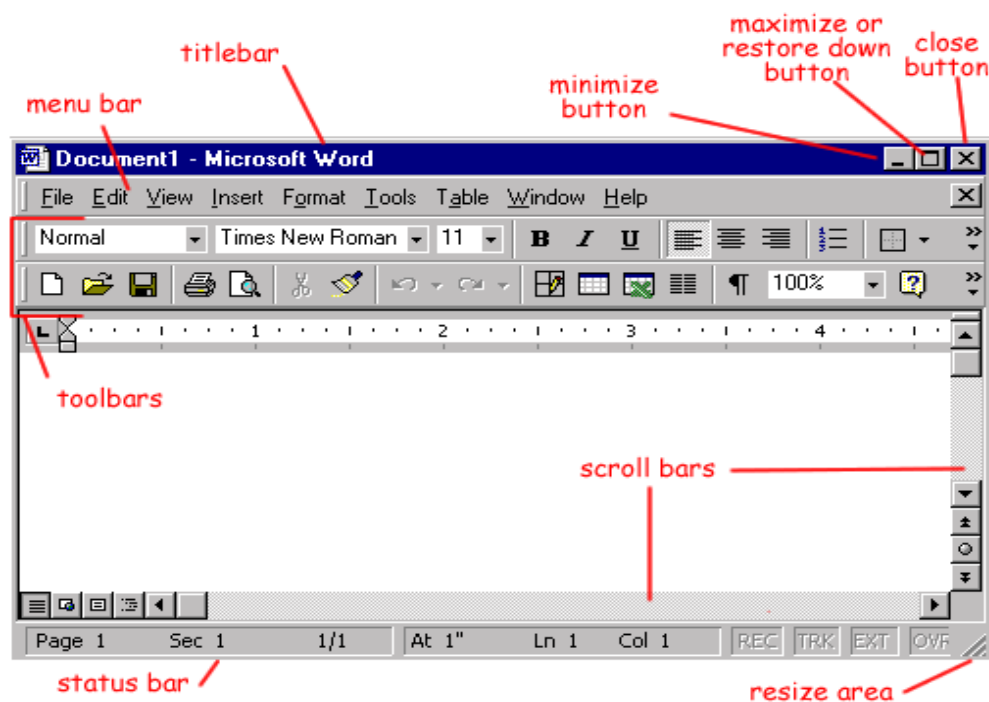 maximize or
restore down
button
close
button
titlebar
minimize
button
menu bar
Document1 - Microsoft Word
File Edit View Insert Format Tools Table Window Help
Normal Times New Roman 11 B I U
100%
1 2 3 4
toolbars
scroll bars
Page 1 Sec 1 1/1 At 1" Ln 1 Col 1 REC TRK EXT OVR
status bar
resize area